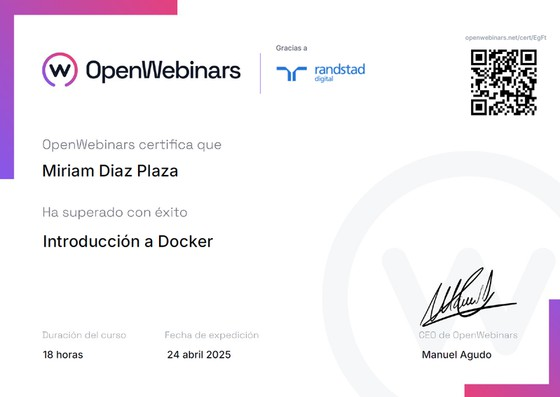 openwebinars.net/cert/EgFt
Gracias a
OpenWebinars
randstad
digital
OpenWebinars certifica que
Miriam Diaz Plaza
Ha superado con éxito
Introducción a Docker
Duración del curso
Fecha de expedición
CEO de OpenWebinars
18 horas
24 abril 2025
Manuel Agudo